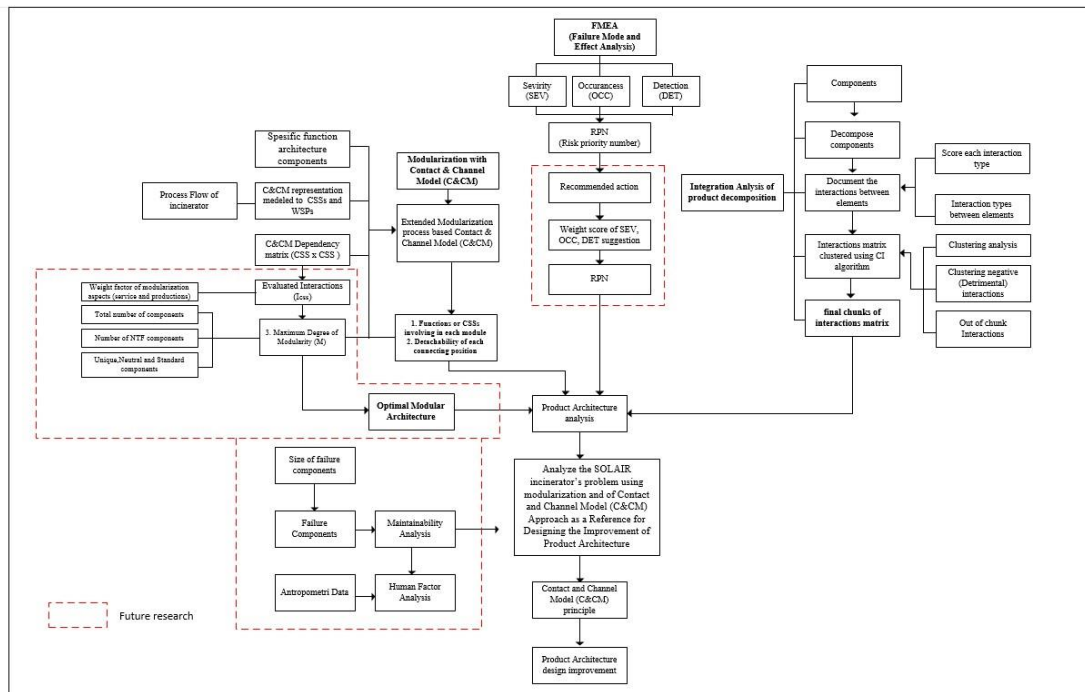 FMEA
(Failure Mode and
Effect Analysis)
Sevirity
(SEV)
Occurancess
(OCC)
Detection
(DET)
RPN
(Risk priority number)
Recommended action
Weight score of SEV,
OCC, DET suggestion
RPN
Spesific function
architecture
components
Process Flow of
incinerator
C&CM representation
medeled to CSSs and
WSPs
C&CM Dependency
matrix (CSS x CSS )
Evaluated Interactions
(Icss)
Weight factor of modularization
aspects (service and productions)
Total number of components
Number of NTF components
Unique,Neutral and Standard
components
3. Maximum Degree of
Modularity (M)
Modularization with
Contact & Channel
Model (C&CM)
Extended Modularization
process based Contact &
Channel Model (C&CM)
1. Functions or CSSs
involving in each module
2. Detachability of each
connecting position
Optimal Modular
Architecture
Integration Anlysis of
product decomposition
Components
Decompose
components
Document the
interactions between
elements
Score each interaction
type
Interaction types
between elements
Interactions matrix
clustered using CI
algorithm
Clustering analysis
Clustering negative
(Detrimental)
interactions
Out of chunk
Interactions
final chunks of
interactions matrix
Product Architecture
analysis
Analyze the SOLAIR
incinerator’s problem using
modularization and of Contact
and Channel Model (C&CM)
Approach as a Reference for
Designing the Improvement of
Product Architecture
Contact and Channel
Model (C&CM)
principle
Product Architecture
design improvement
Size of failure
components
Failure
Components
Maintainability
Analysis
Antropometri Data
Human Factor
Analysis
Future research